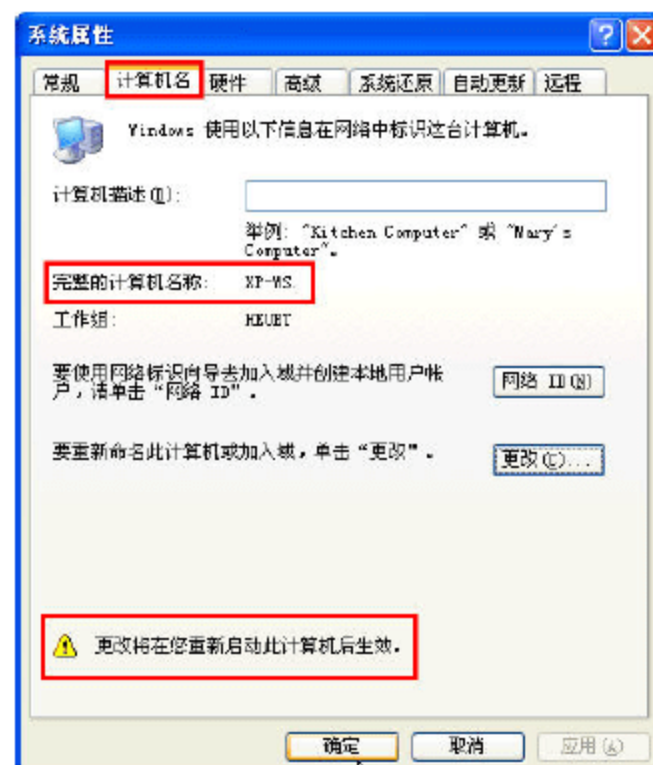 系统属性
常规 计算机名 硬件 高级 系统还原 自动更新 远程
Windows 使用以下信息在网络中标识这台计算机。
计算机描述(D):
举例: "Kitchen Computer" 或 "Mary's
Computer"。
完整的计算机名称: XP-WS.
工作组:
要使用网络标识向导去加入域并创建本地用户帐
户，请单击“网络 ID”。
网络 ID(N)
要重新命名此计算机或加入域，单击“更改”。
更改(C)...
更改将在您重新启动此计算机后生效。
确定 取消 应用(A)